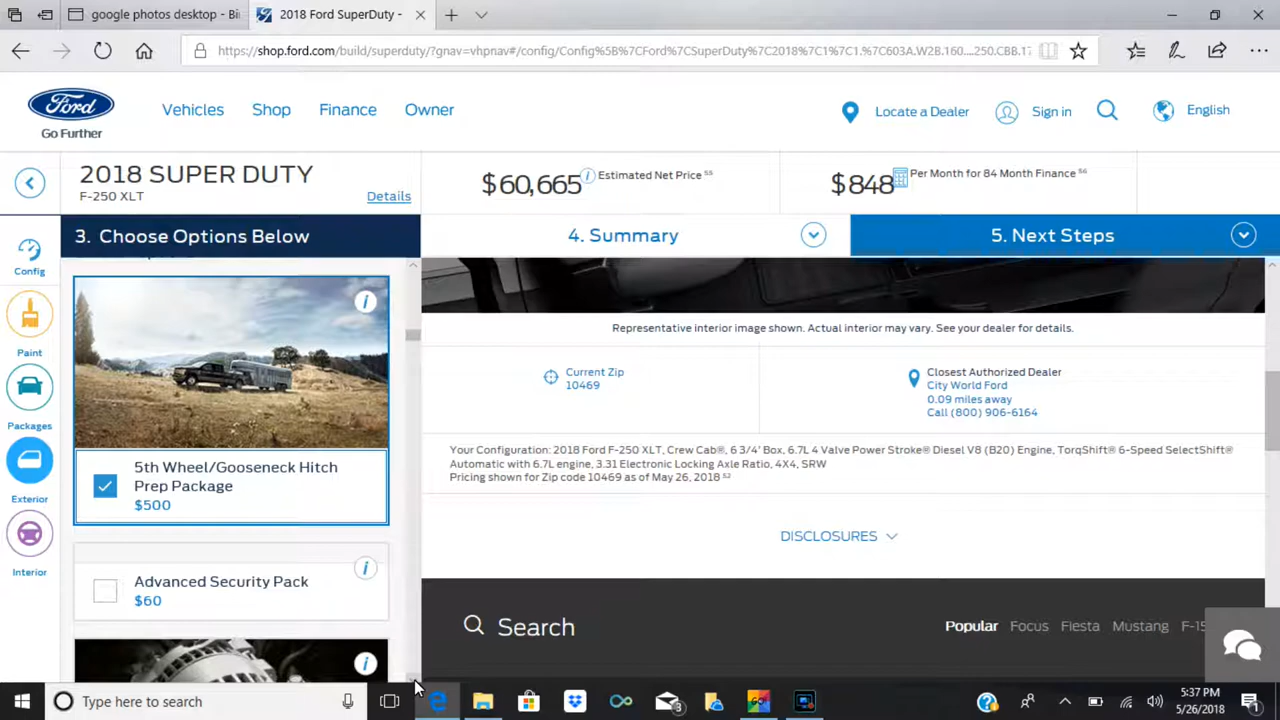 google photos desktop - Bi
2018 Ford SuperDuty -
https://shop.ford.com/build/superduty/?gnav=vhpnav#/config/Config%5B%7CFord%7CSuperDuty%7C2018%7C1%7C1.%7C603A.W2B.160....250.CBB.17
Ford
Go Further
Vehicles
Shop
Finance
Owner
Locate a Dealer
Sign in
English
2018 SUPER DUTY
F-250 XLT
Details
$60,665
i
Estimated Net Price 55
$848
Per Month for 84 Month Finance 56
3. Choose Options Below
4. Summary
5. Next Steps
Config
Paint
Packages
Exterior
Interior
i
5th Wheel/Gooseneck Hitch
Prep Package
$500
i
Advanced Security Pack
$60
i
Representative interior image shown. Actual interior may vary. See your dealer for details.
Current Zip
10469
Closest Authorized Dealer
City World Ford
0.09 miles away
Call (800) 906-6164
Your Configuration: 2018 Ford F-250 XLT, Crew Cab®, 6 3/4' Box, 6.7L 4 Valve Power Stroke® Diesel V8 (B20) Engine, TorqShift® 6-Speed SelectShift®
Automatic with 6.7L engine, 3.31 Electronic Locking Axle Ratio, 4X4, SRW
Pricing shown for Zip code 10469 as of May 26, 2018 52
DISCLOSURES
Search
Popular
Focus
Fiesta
Mustang
F-15
Type here to search
3
5:37 PM
5/26/2018
1